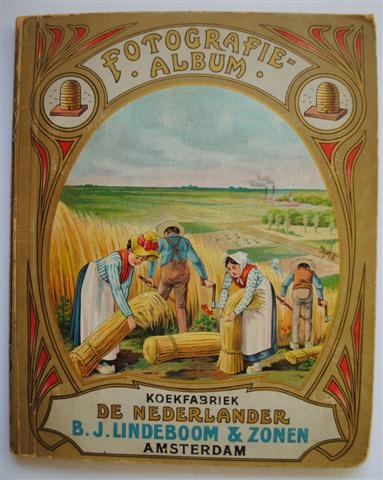 FOTOGRAFIE-
• ALBUM •
KOEKFABRIEK
DE NEDERLANDER
B. J. LINDEBOOM & ZONEN
AMSTERDAM